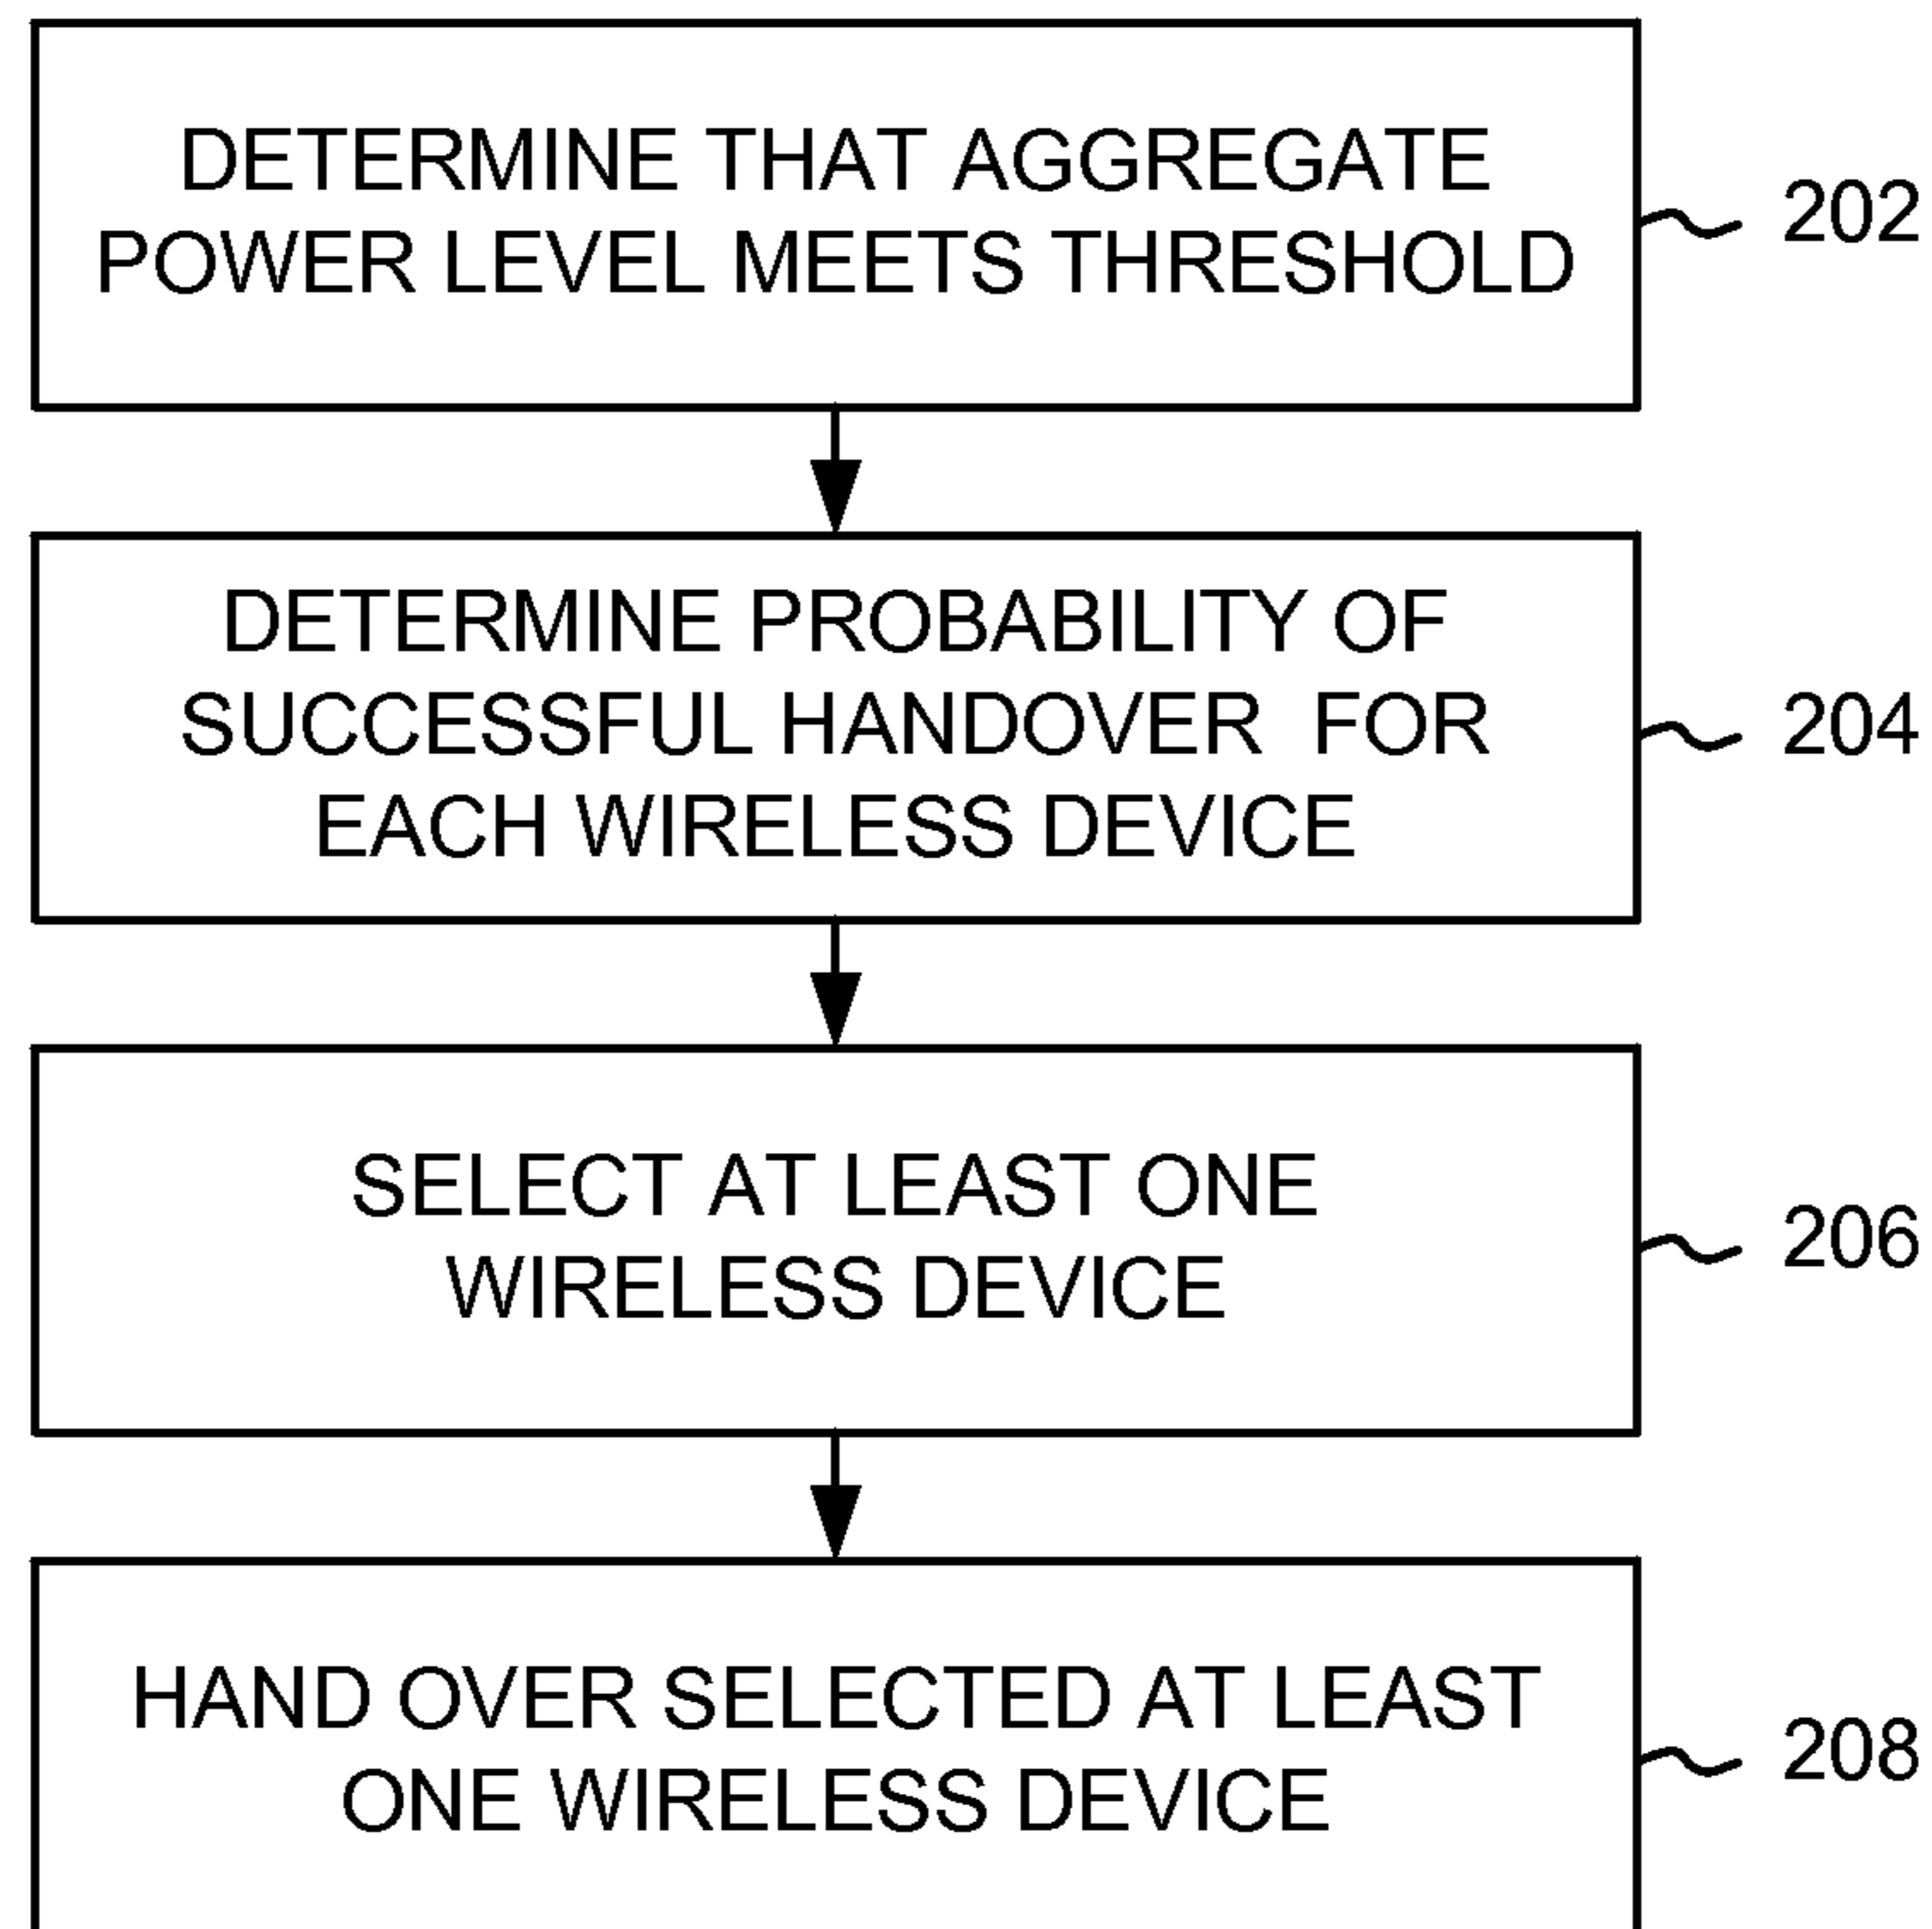 DETERMINE THAT AGGREGATE
POWER LEVEL MEETS THRESHOLD
202
DETERMINE PROBABILITY OF
SUCCESSFUL HANDOVER FOR
EACH WIRELESS DEVICE
204
SELECT AT LEAST ONE
WIRELESS DEVICE
206
HAND OVER SELECTED AT LEAST
ONE WIRELESS DEVICE
208